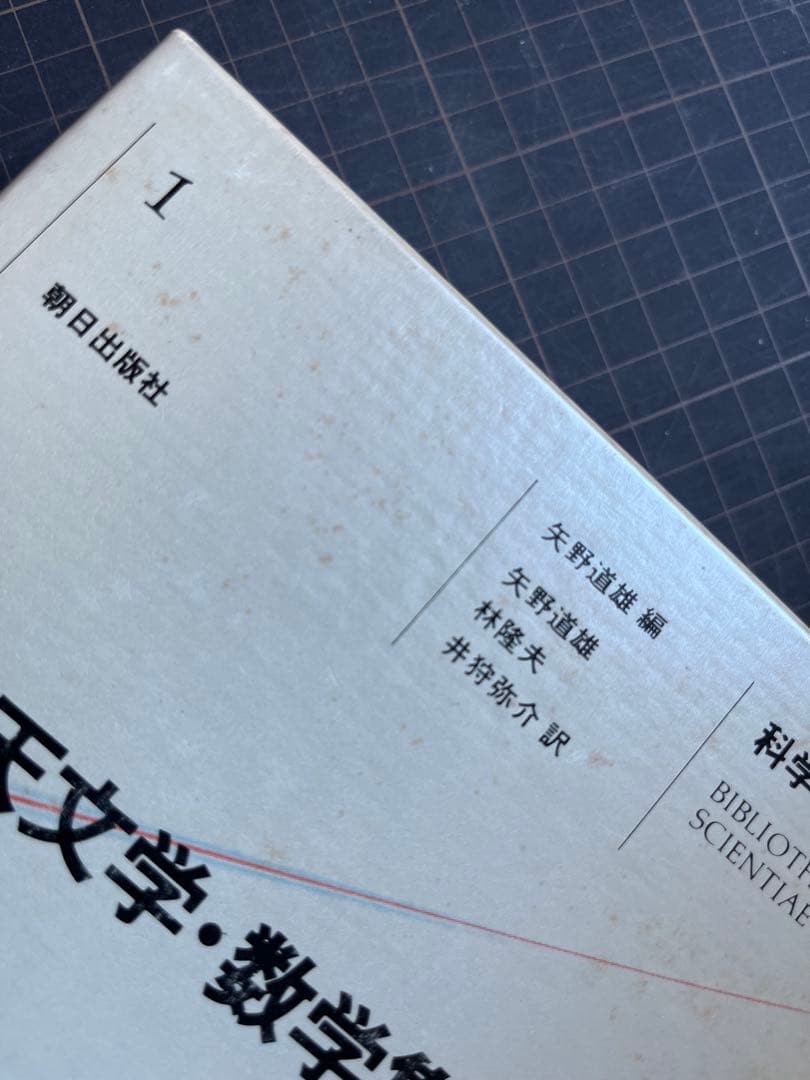 I
朝日出版社
矢野道雄 編
矢野道雄
林隆夫
井狩弥介 訳
科学
BIBLIOTH
SCIENTIAE
天文学・数学